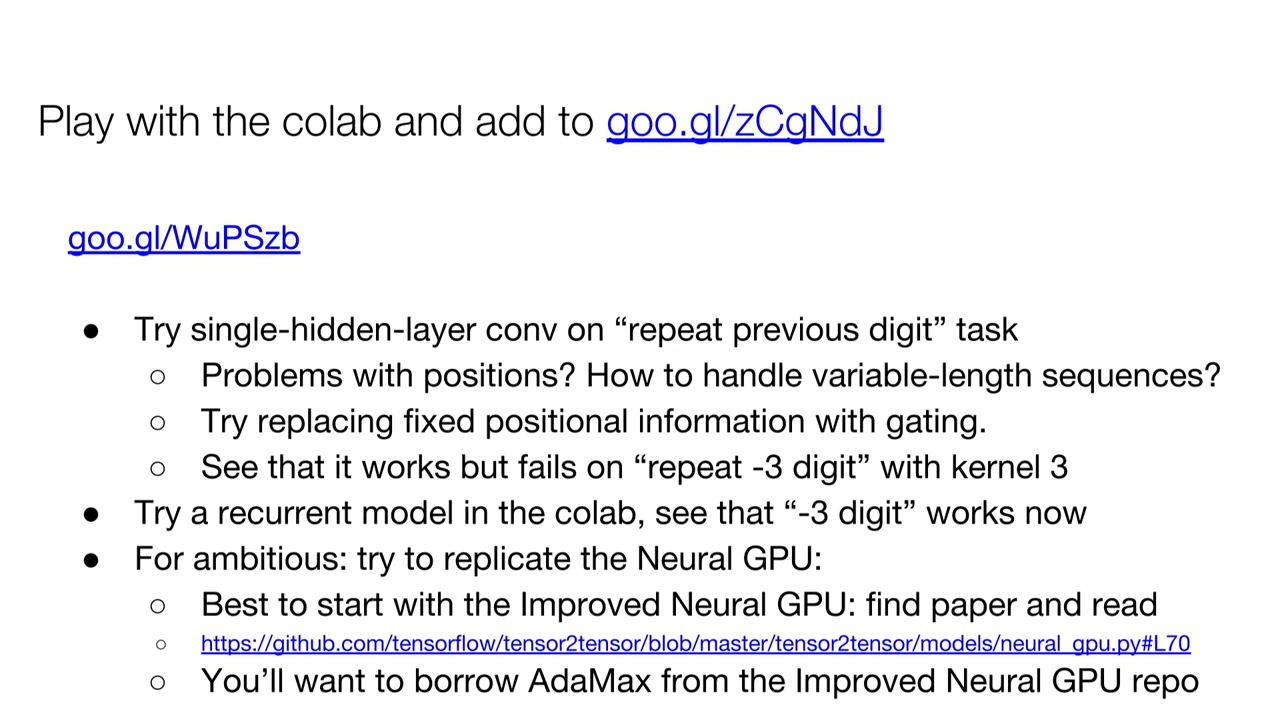 Play with the colab and add to goo.gl/zCgNdJ
goo.gl/WuPSzb
● Try single-hidden-layer conv on “repeat previous digit” task
○ Problems with positions? How to handle variable-length sequences?
○ Try replacing fixed positional information with gating.
○ See that it works but fails on “repeat -3 digit” with kernel 3
● Try a recurrent model in the colab, see that “-3 digit” works now
● For ambitious: try to replicate the Neural GPU:
○ Best to start with the Improved Neural GPU: find paper and read
○ https://github.com/tensorflow/tensor2tensor/blob/master/tensor2tensor/models/neural_gpu.py#L70
○ You’ll want to borrow AdaMax from the Improved Neural GPU repo